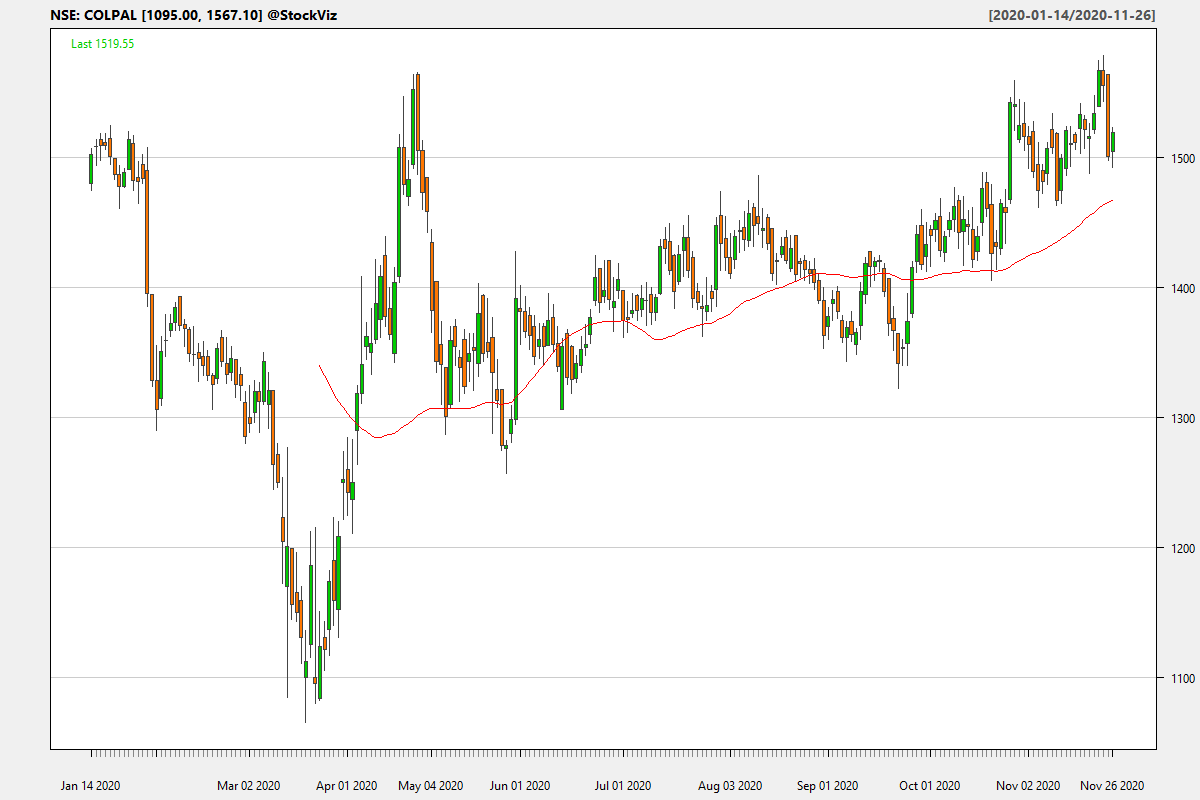 NSE: COLPAL [1095.00, 1567.10] @StockViz
[2020-01-14/2020-11-26]
Last 1519.55
1500
1400
1300
1200
1100
Jan 14 2020
Mar 02 2020
Apr 01 2020
May 04 2020
Jun 01 2020
Jul 01 2020
Aug 03 2020
Sep 01 2020
Oct 01 2020
Nov 02 2020
Nov 26 2020